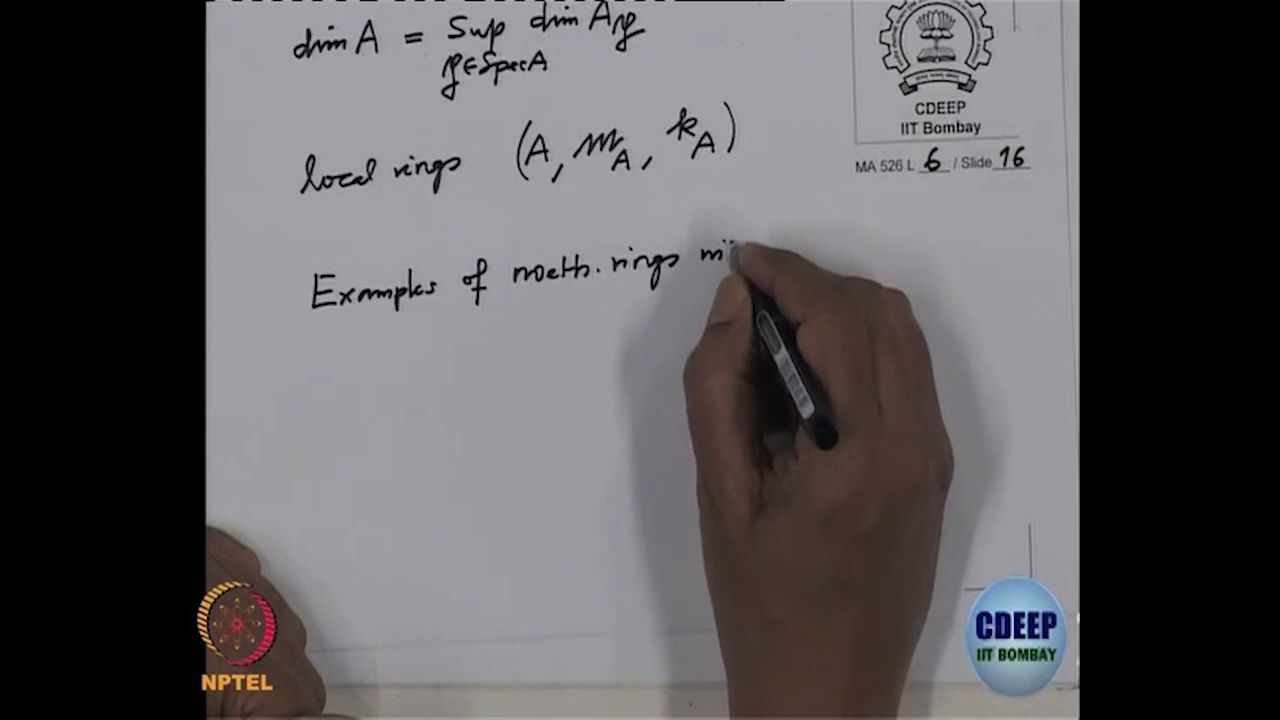 dim A = Sup dim A𝔭
𝔭∈Spec A
CDEEP
IIT Bombay
MA 526 L 6 / Slide 16
local rings (A, 𝔪_A, k_A)
Examples of noeth. rings wi
NPTEL
CDEEP
IIT BOMBAY